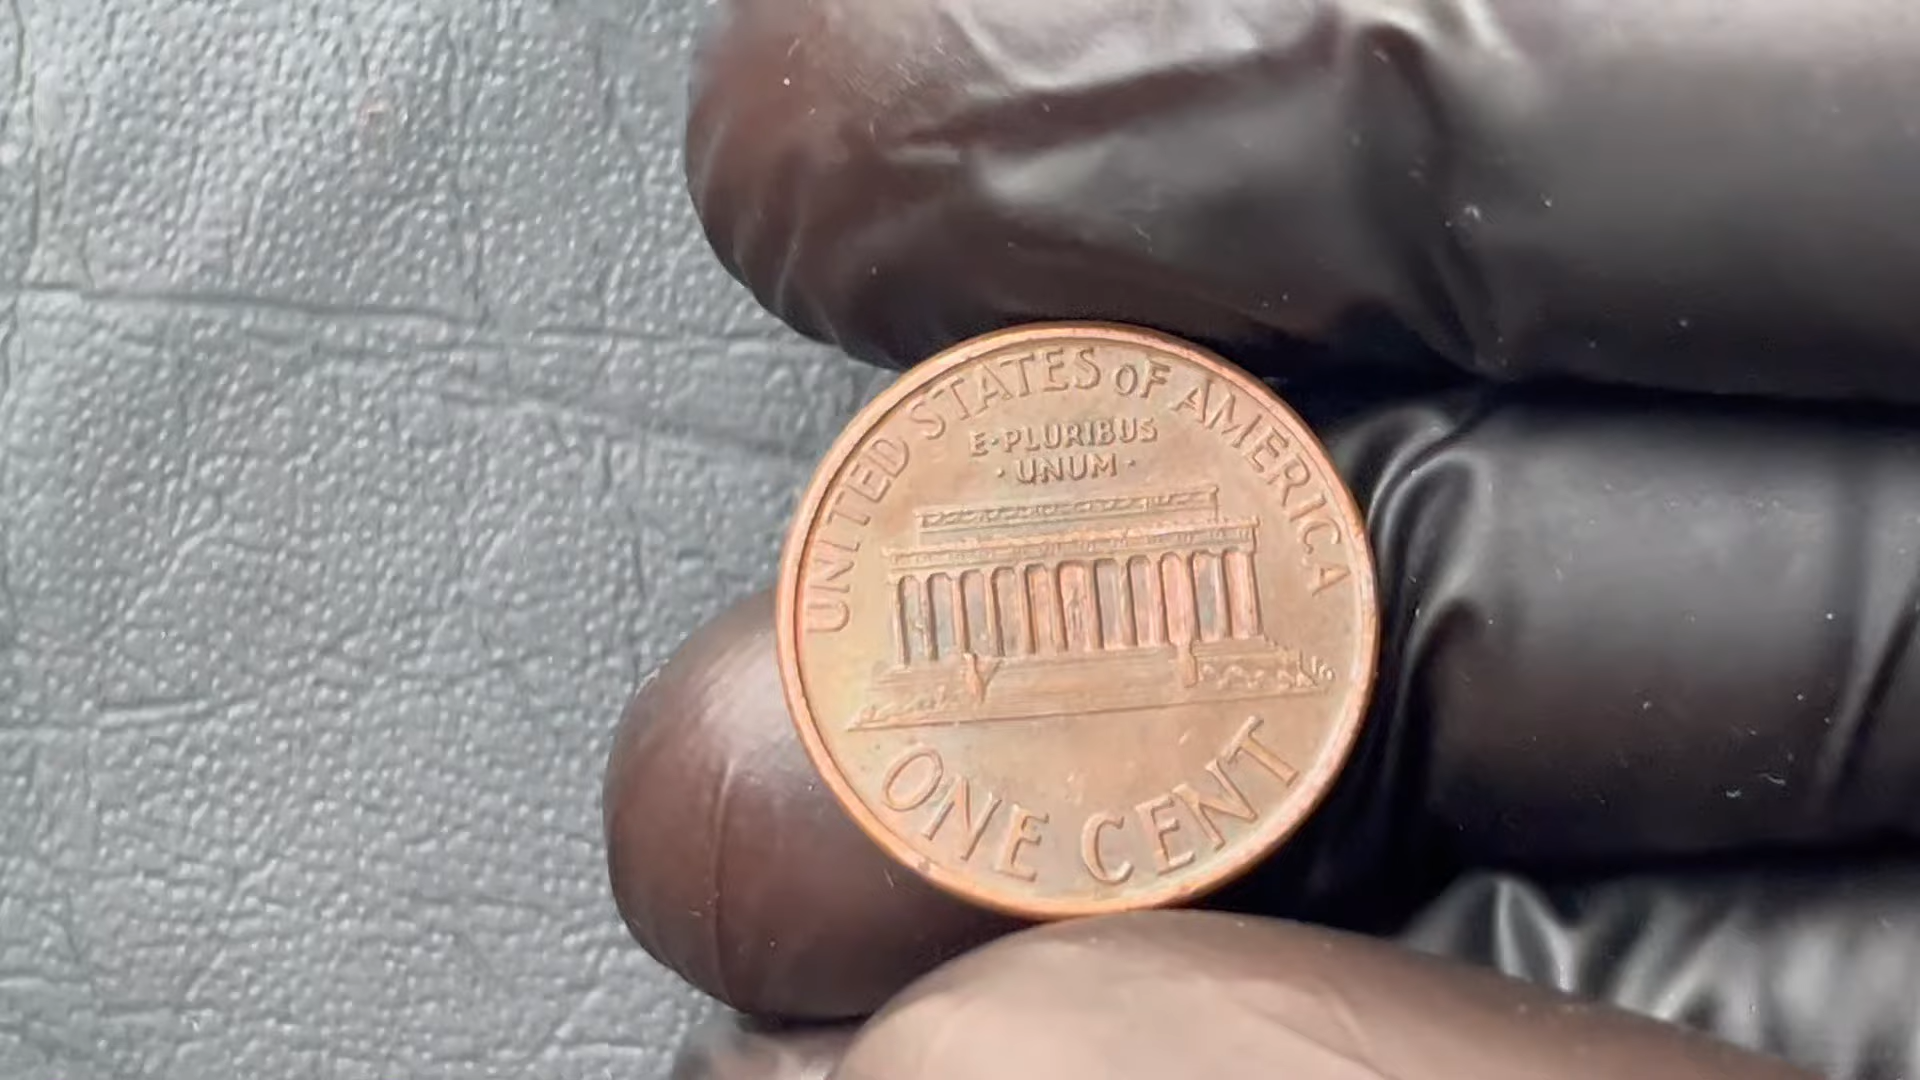 UNITED STATES OF AMERICA
E·PLURIBUS
·UNUM·
ONE CENT